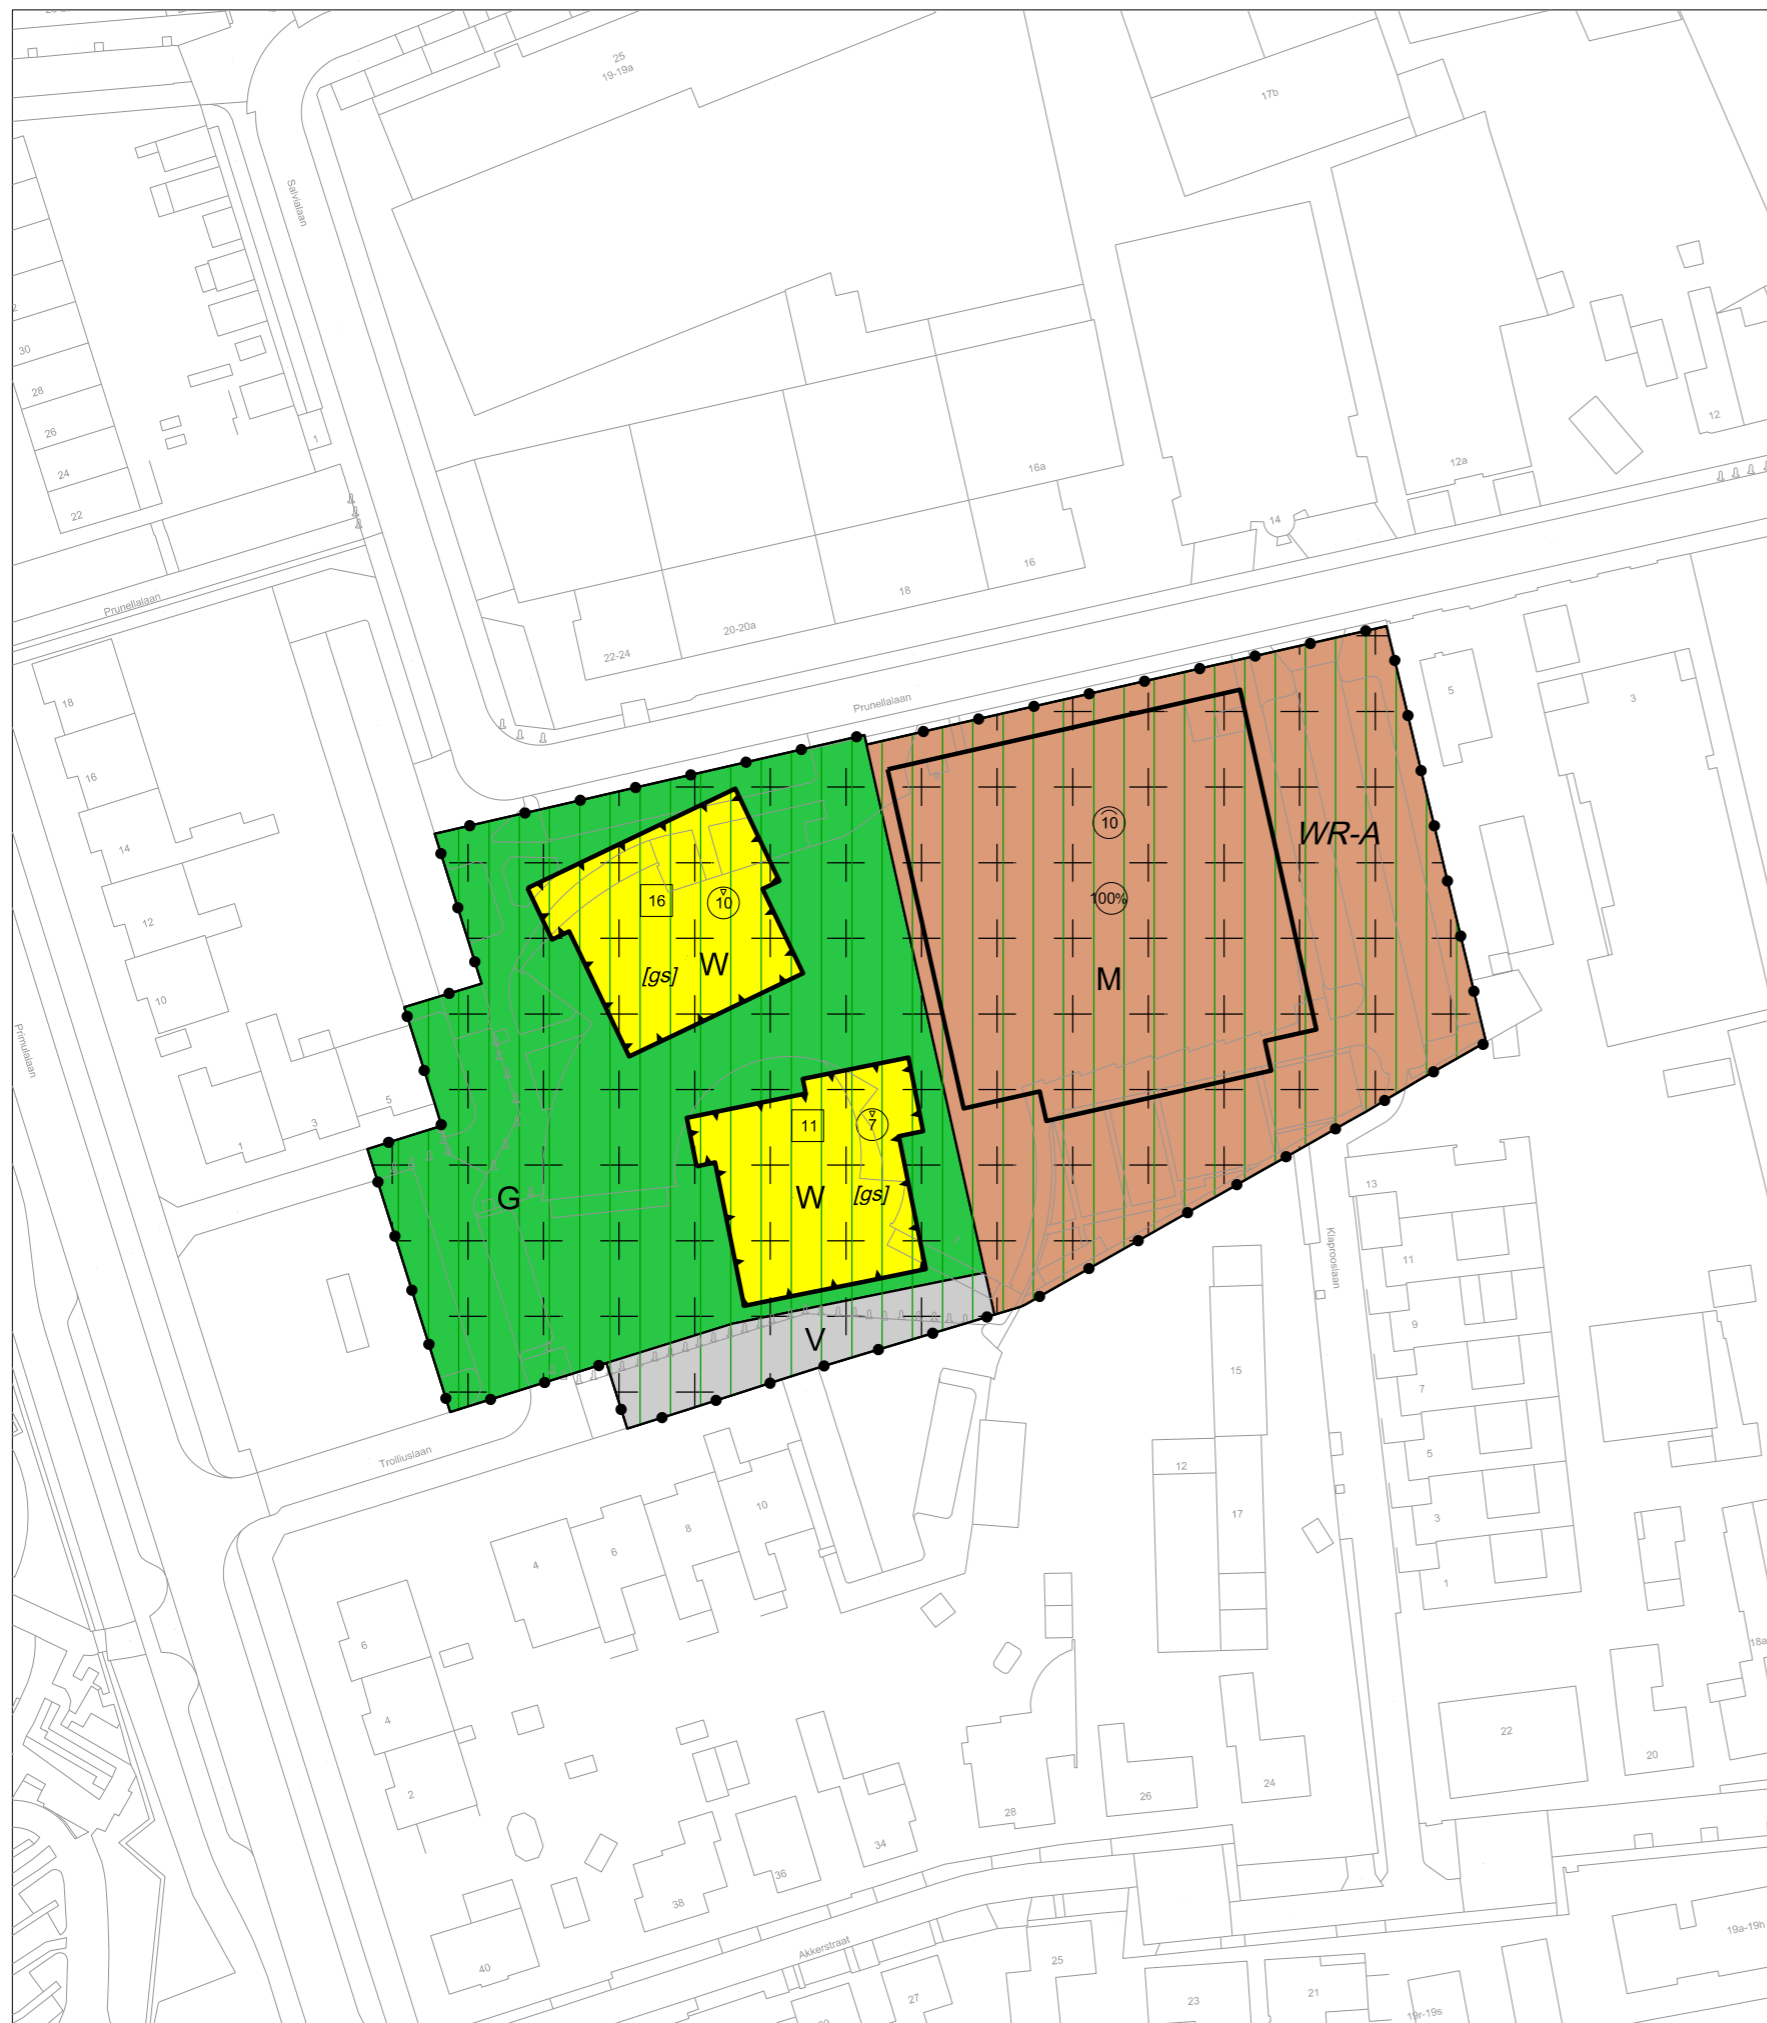 25
19-19a
17b
Salvialaan
30
28
26
24
22
1
12
12a
16a
14
16
18
20-20a
22-24
Prunellalaan
Prunellalaan
18
16
14
12
10
5
3
1
5
3
10
100%
WR-A
M
16
10
[gs]
W
11
7
W
[gs]
G
V
Primulalaan
Trolliuslaan
Klaprooslaan
13
11
9
7
5
3
1
15
12
17
10
8
6
4
6
4
2
18a
22
20
24
26
28
34
36
38
40
Akkerstraat
25
27
23
21
19r-19s
19a-19h